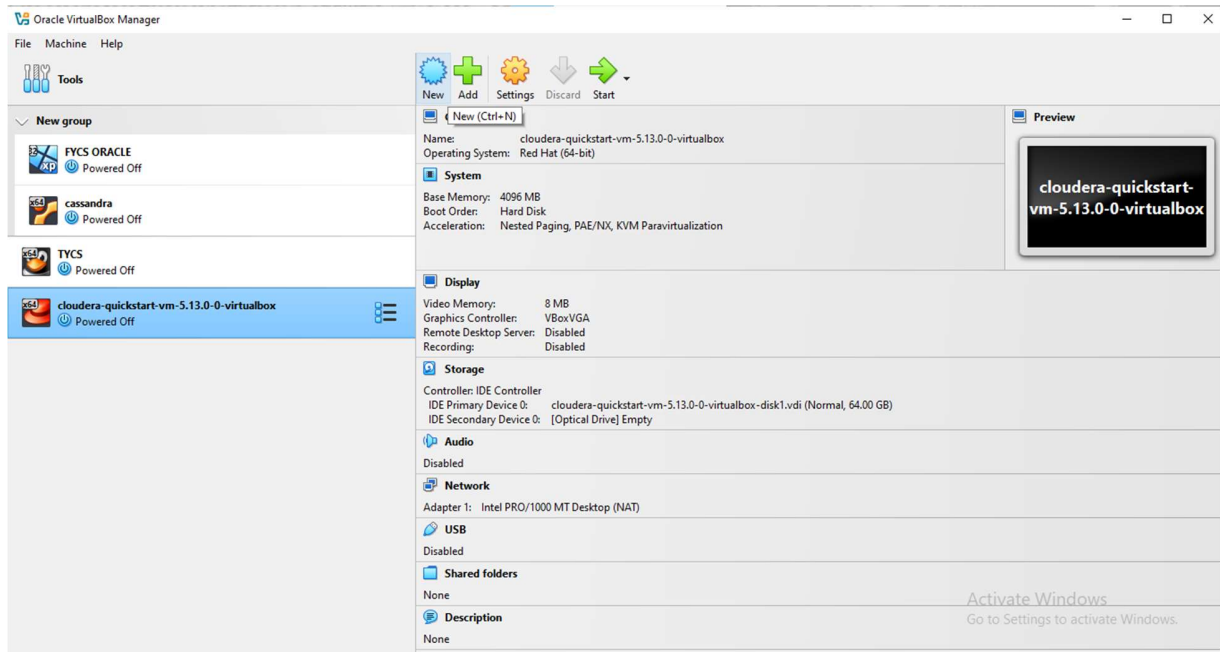 Oracle VirtualBox Manager
File Machine Help
Tools
New Add Settings Discard Start
New (Ctrl+N)
New group
FYCS ORACLE
Powered Off
cassandra
Powered Off
TYCS
Powered Off
cloudera-quickstart-vm-5.13.0-0-virtualbox
Powered Off
Name: cloudera-quickstart-vm-5.13.0-0-virtualbox
Operating System: Red Hat (64-bit)
System
Base Memory: 4096 MB
Boot Order: Hard Disk
Acceleration: Nested Paging, PAE/NX, KVM Paravirtualization
Display
Video Memory: 8 MB
Graphics Controller: VBoxVGA
Remote Desktop Server: Disabled
Recording: Disabled
Storage
Controller: IDE Controller
IDE Primary Device 0: cloudera-quickstart-vm-5.13.0-0-virtualbox-disk1.vdi (Normal, 64.00 GB)
IDE Secondary Device 0: [Optical Drive] Empty
Audio
Disabled
Network
Adapter 1: Intel PRO/1000 MT Desktop (NAT)
USB
Disabled
Shared folders
None
Description
None
Preview
cloudera-quickstart-
vm-5.13.0-0-virtualbox
Activate Windows
Go to Settings to activate Windows.